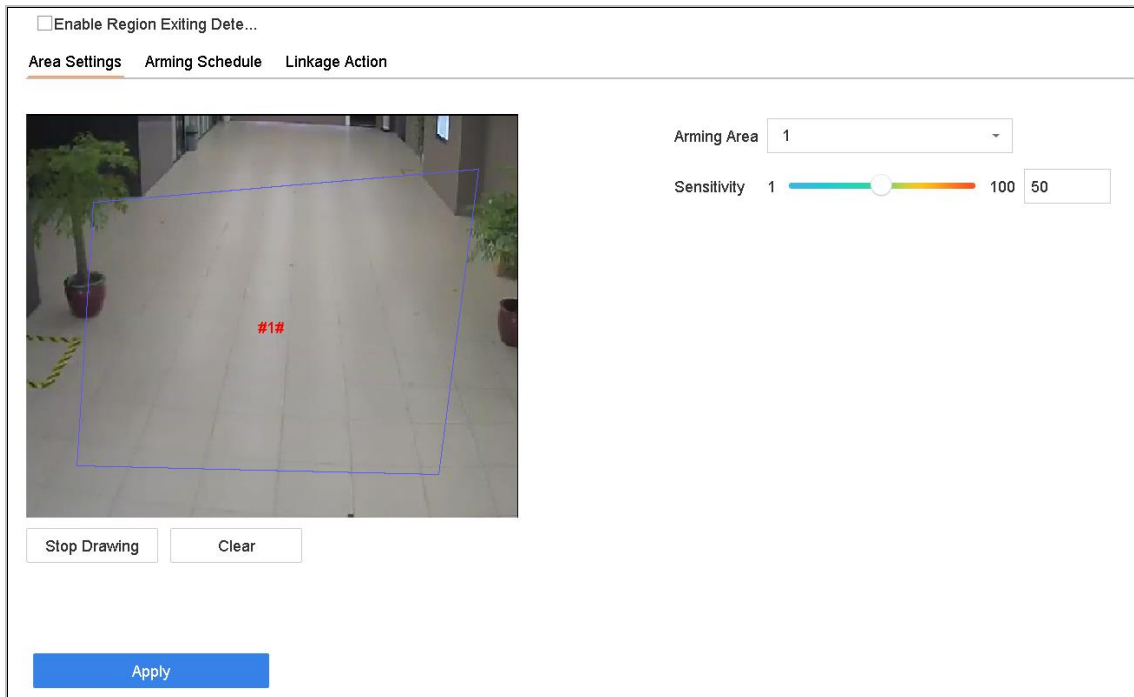 Enable Region Exiting Dete...
Area Settings Arming Schedule Linkage Action
Arming Area 1
Sensitivity 1 100 50
#1#
Stop Drawing Clear
Apply